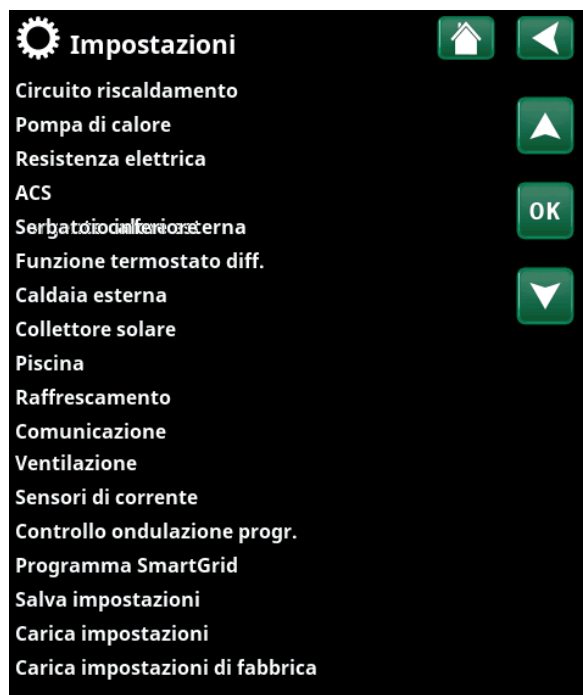 Impostazioni
Circuito riscaldamento
Pompa di calore
Resistenza elettrica
ACS
OK
Funzione termostato diff.
Caldaia esterna
Collettore solare
Piscina
Raffrescamento
Comunicazione
Ventilazione
Sensori di corrente
Controllo ondulazione progr.
Programma SmartGrid
Salva impostazioni
Carica impostazioni
Carica impostazioni di fabbrica